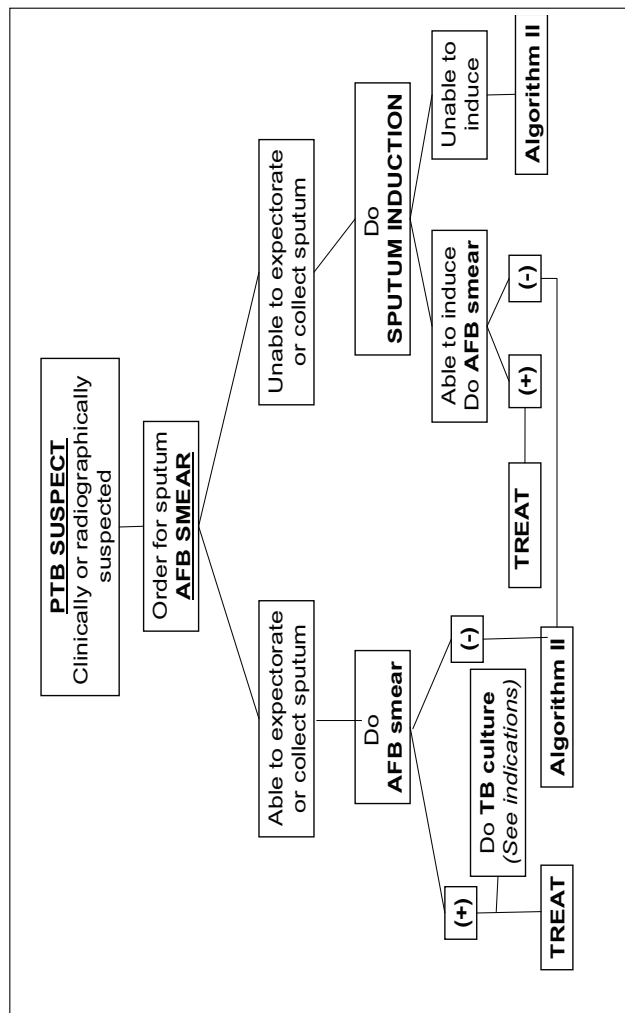 PTB SUSPECT
Clinically or radiographically
suspected
Order for sputum
AFB SMEAR
Able to expectorate
or collect sputum
Unable to expectorate
or collect sputum
Do
AFB smear
Do
SPUTUM INDUCTION
(+)
(-)
Able to induce
Do AFB smear
Unable to
induce
Do TB culture
(See indications)
(+)
(-)
TREAT
Algorithm II
TREAT
Algorithm II